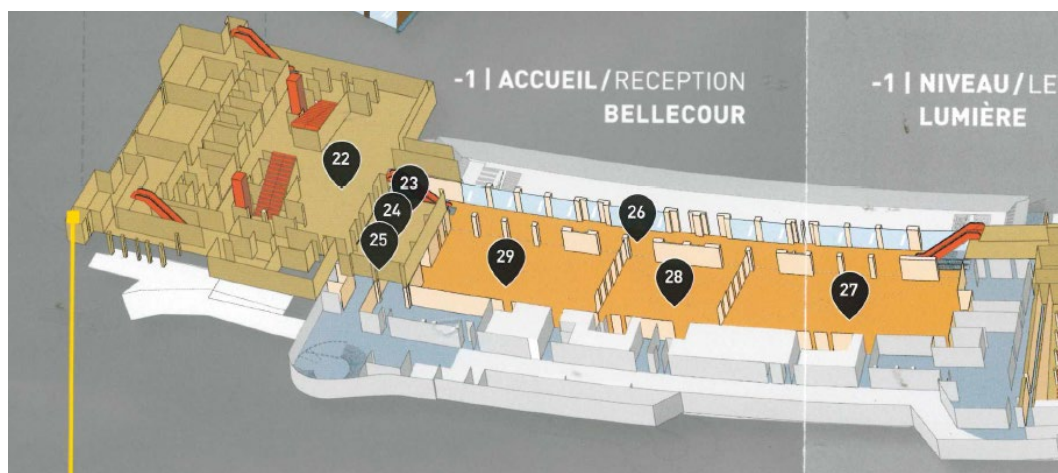 -1 | ACCUEIL/RECEPTION
BELLECOUR
-1 | NIVEAU/LE
LUMIÈRE
22
23
24
25
26
29
28
27